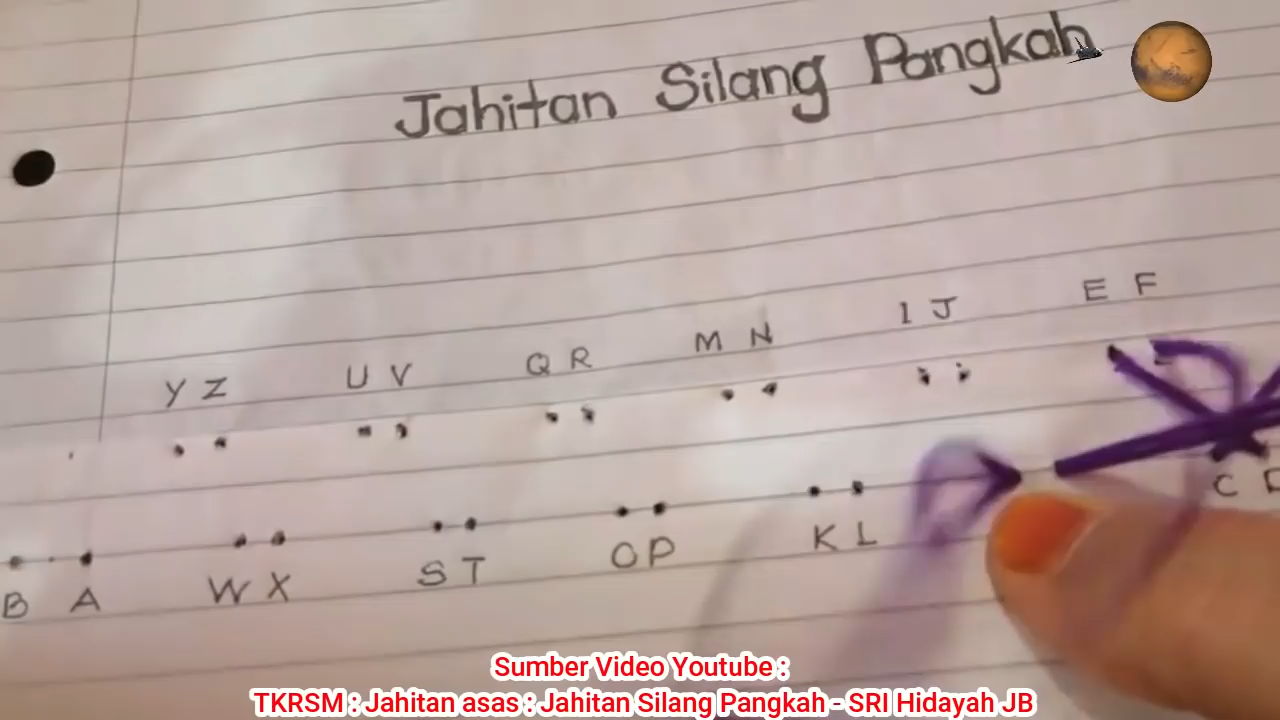 Jahitan Silang Pangkah
E F
I J
M N
Q R
U V
Y Z
C
K L
O P
S T
W X
B A
Sumber Video Youtube :
TKRSM : Jahitan asas : Jahitan Silang Pangkah - SRI Hidayah JB